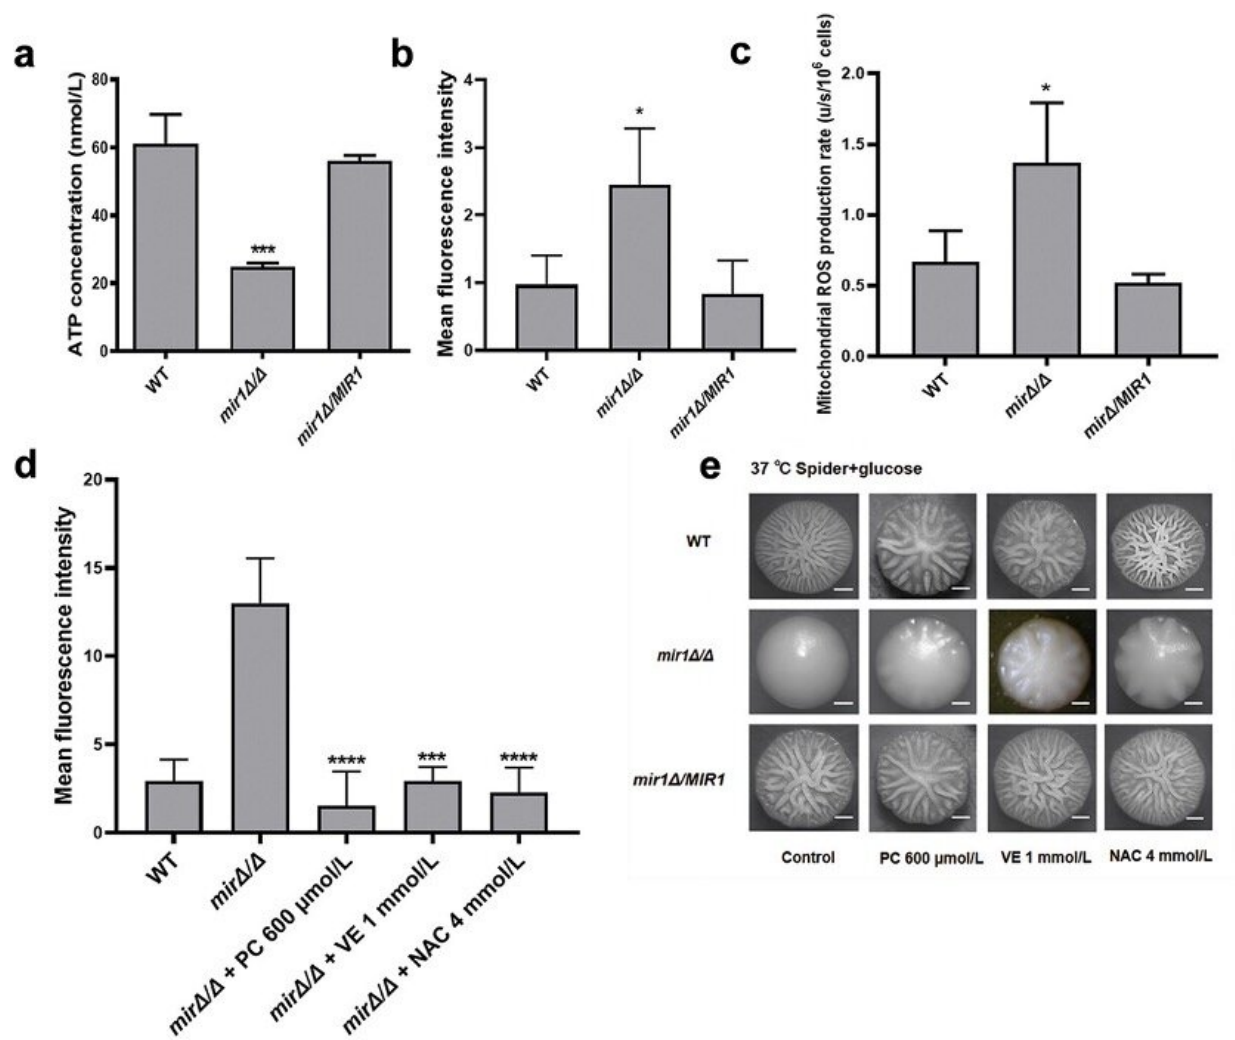 a
ATP concentration (nmol/L)
80
60
40
20
0
***
WT
mir1Δ/Δ
mir1Δ/MIR1
b
Mean fluorescence intensity
4
3
2
1
0
*
WT
mir1Δ/Δ
mir1Δ/MIR1
c
Mitochondrial ROS production rate (u/s/10⁶ cells)
2.0
1.5
1.0
0.5
0.0
*
WT
mirΔ/Δ
mirΔ/MIR1
d
Mean fluorescence intensity
20
15
10
5
0
****
***
****
WT
mirΔ/Δ
mirΔ/Δ + PC 600 μmol/L
mirΔ/Δ + VE 1 mmol/L
mirΔ/Δ + NAC 4 mmol/L
e
37 ℃ Spider+glucose
WT
mir1Δ/Δ
mir1Δ/MIR1
Control
PC 600 μmol/L
VE 1 mmol/L
NAC 4 mmol/L